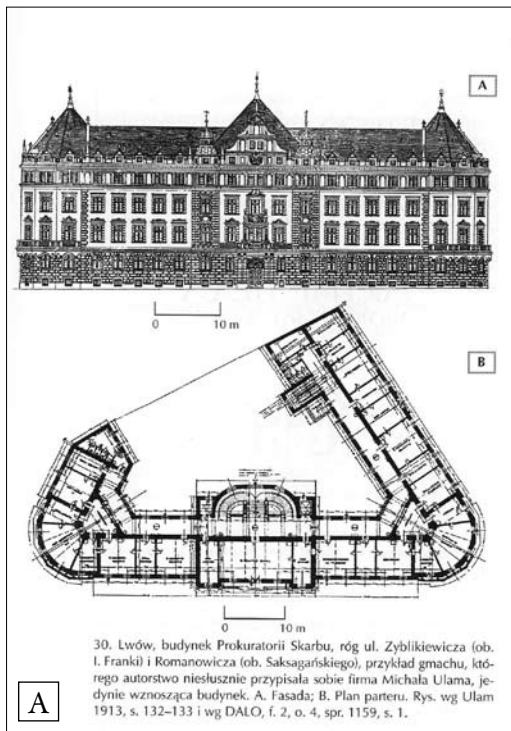 A
0 10 m
B
0 10 m
30. Lwów, budynek Prokuratorii Skarbu, róg ul. Zyblikiewicza (ob.
I. Franki) i Romanowicza (ob. Saksagańskiego), przykład gmachu, któ-
rego autorstwo niesłusznie przypisała sobie firma Michała Ulama, je-
dynie wznosząca budynek. A. Fasada; B. Plan parteru. Rys. wg Ulam
1913, s. 132–133 i wg DALO, f. 2, o. 4, spr. 1159, s. 1.
A